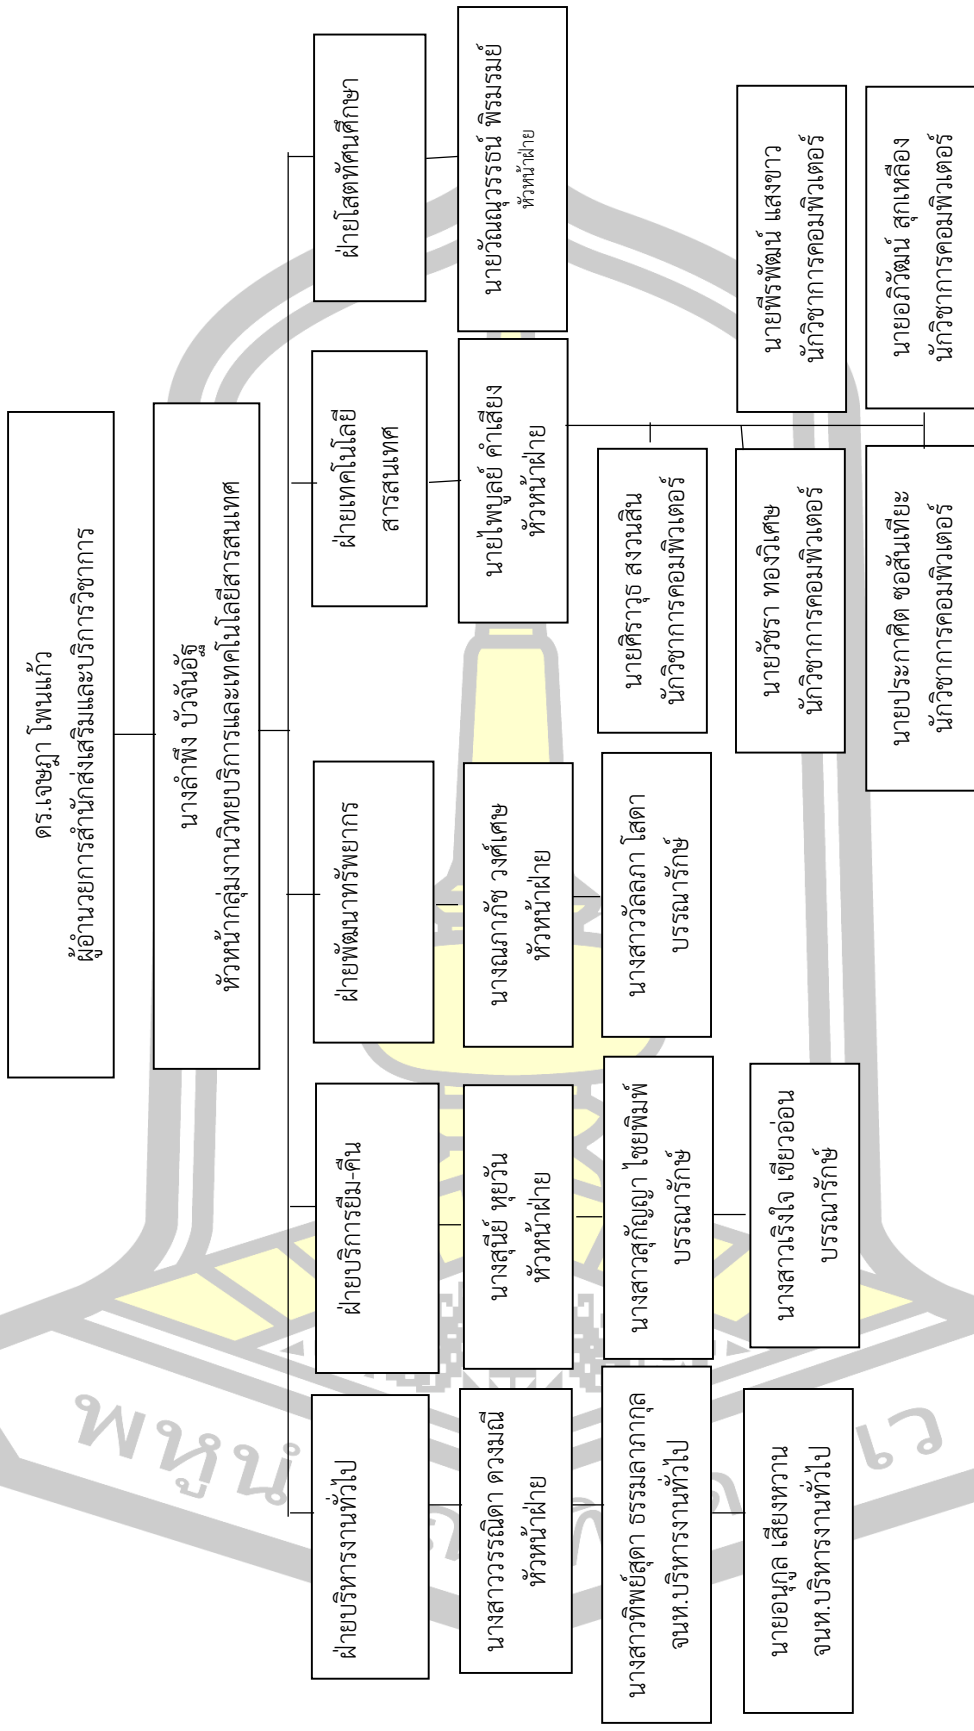 ดร.เจษฎา โพนแก้ว
ผู้อำนวยการสำนักส่งเสริมและบริการวิชาการ
นางลำพึง บัวจันอัฐ
หัวหน้ากลุ่มงานวิทยบริการและเทคโนโลยีสารสนเทศ
ฝ่ายบริหารงานทั่วไป
ฝ่ายบริการยืม-คืน
ฝ่ายพัฒนาทรัพยากร
ฝ่ายเทคโนโลยี
สารสนเทศ
ฝ่ายโสตทัศนศึกษา
นางสาววรรณิดา ดวงมณี
หัวหน้าฝ่าย
นางสุนีย์ หุยวัน
หัวหน้าฝ่าย
นางณภาภัช วงศ์เศษ
หัวหน้าฝ่าย
นายไพบูลย์ คำเสียง
หัวหน้าฝ่าย
นายวัณณุวรรธน์ พิรมรมย์
หัวหน้าฝ่าย
นางสาวทิพย์สุดา ธรรมลาภากุล
จนท.บริหารงานทั่วไป
นางสาวสุกัญญา ไชยพิมพ์
บรรณารักษ์
นางสาววัลลภา โสดา
บรรณารักษ์
นายศิราวุธ สงวนสิน
นักวิชาการคอมพิวเตอร์
นายอนุกูล เสียงหวาน
จนท.บริหารงานทั่วไป
นางสาวเริงใจ เขียวอ่อน
บรรณารักษ์
นายวัชรา ทองวิเศษ
นักวิชาการคอมพิวเตอร์
นายพีรพัฒน์ แสงขาว
นักวิชาการคอมพิวเตอร์
นายประกาศิต ซอสันเทียะ
นักวิชาการคอมพิวเตอร์
นายอภิวัฒน์ สุกเหลือง
นักวิชาการคอมพิวเตอร์